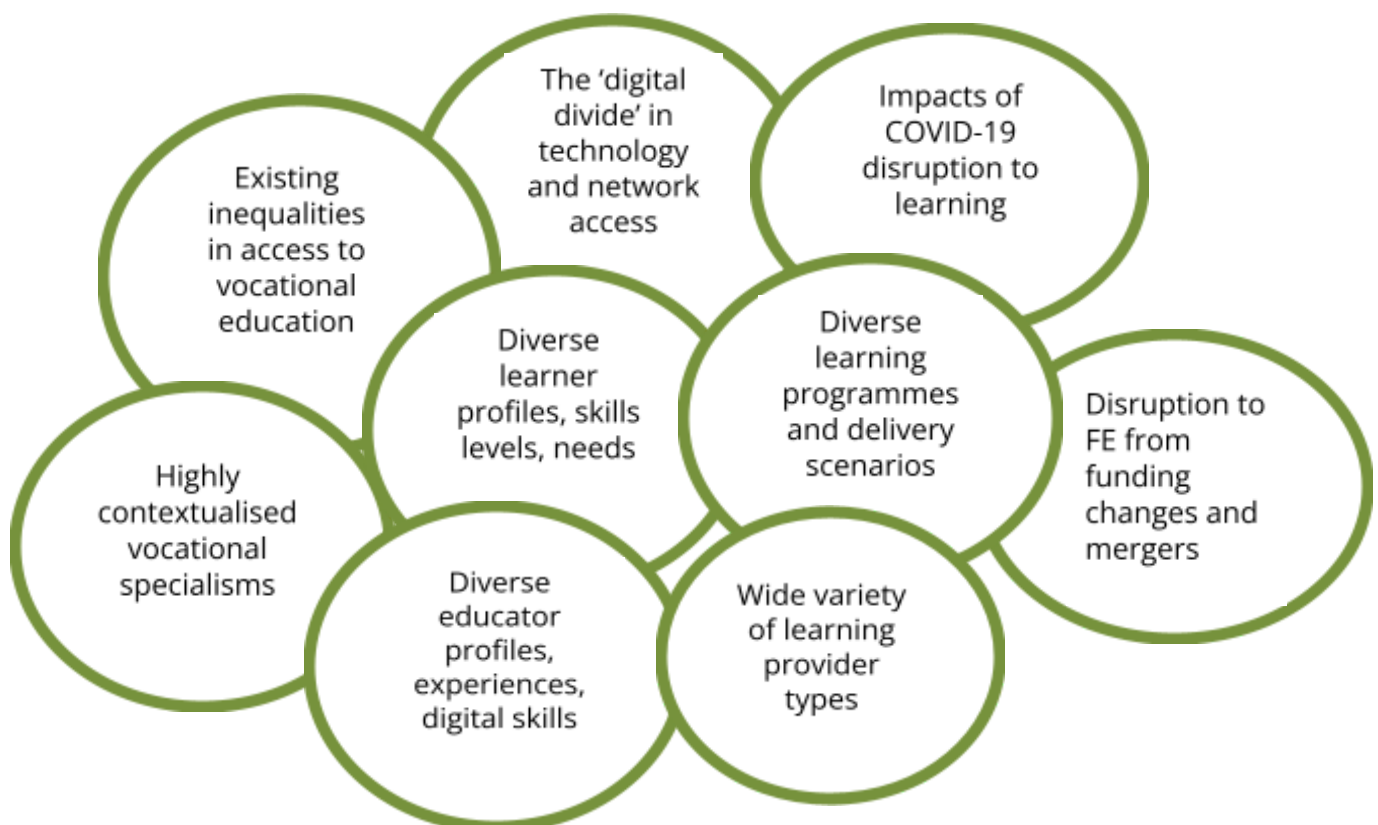 The ‘digital
divide’ in
technology
and network
access
Impacts of
COVID-19
disruption to
learning
Existing
inequalities
in access to
vocational
education
Diverse
learner
profiles, skills
levels, needs
Diverse
learning
programmes
and delivery
scenarios
Disruption to
FE from
funding
changes and
mergers
Highly
contextualised
vocational
specialisms
Diverse
educator
profiles,
experiences,
digital skills
Wide variety
of learning
provider
types